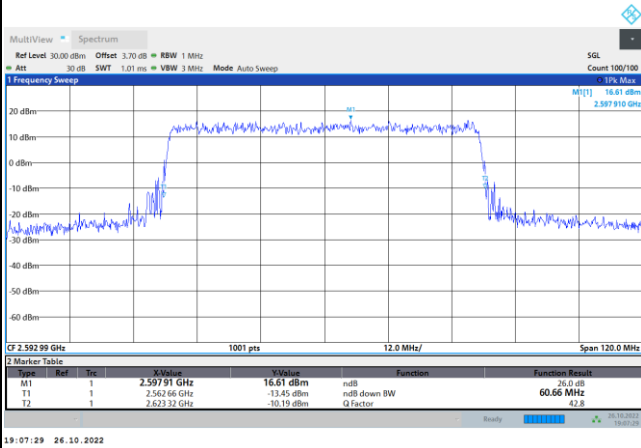 MultiView Spectrum
Ref Level 30.00 dBm Offset 3.70 dB RBW 1 MHz SGL
Att 30 dB SWT 1.01 ms VBW 3 MHz Mode Auto Sweep Count 100/100
1 Frequency Sweep 1Pk Max
M1[1] 16.61 dBm
2.597 910 GHz
M1
20 dBm
10 dBm
0 dBm
-10 dBm
-20 dBm
-30 dBm
-40 dBm
-50 dBm
-60 dBm
CF 2.592 99 GHz 1001 pts 12.0 MHz/ Span 120.0 MHz
2 Marker Table
Type Ref Trc X-Value Y-Value Function Function Result
M1 1 2.597 91 GHz 16.61 dBm ndB 26.0 dB
T1 1 2.562 66 GHz -13.45 dBm ndB down BW 60.66 MHz
T2 1 2.623 32 GHz -10.19 dBm Q Factor 42.8
Ready 26.10.2022
19:07:29
19:07:29 26.10.2022